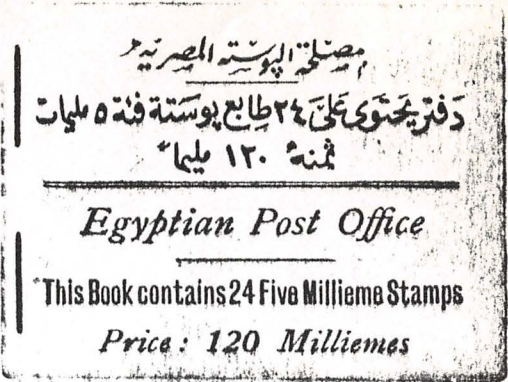 مصلحة البوستة المصرية
دفتر يحتوى على ٢٤ طابع بوستة فئة ٥ مليمات
ثمنه ١٢٠ مليما
Egyptian Post Office
This Book contains 24 Five Millieme Stamps
Price: 120 Milliemes